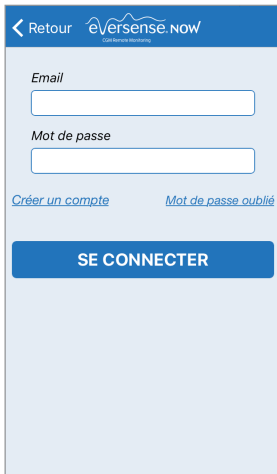 Retour eversense. NOW
CGM Remote Monitoring
Email
Mot de passe
Créer un compte Mot de passe oublié
SE CONNECTER